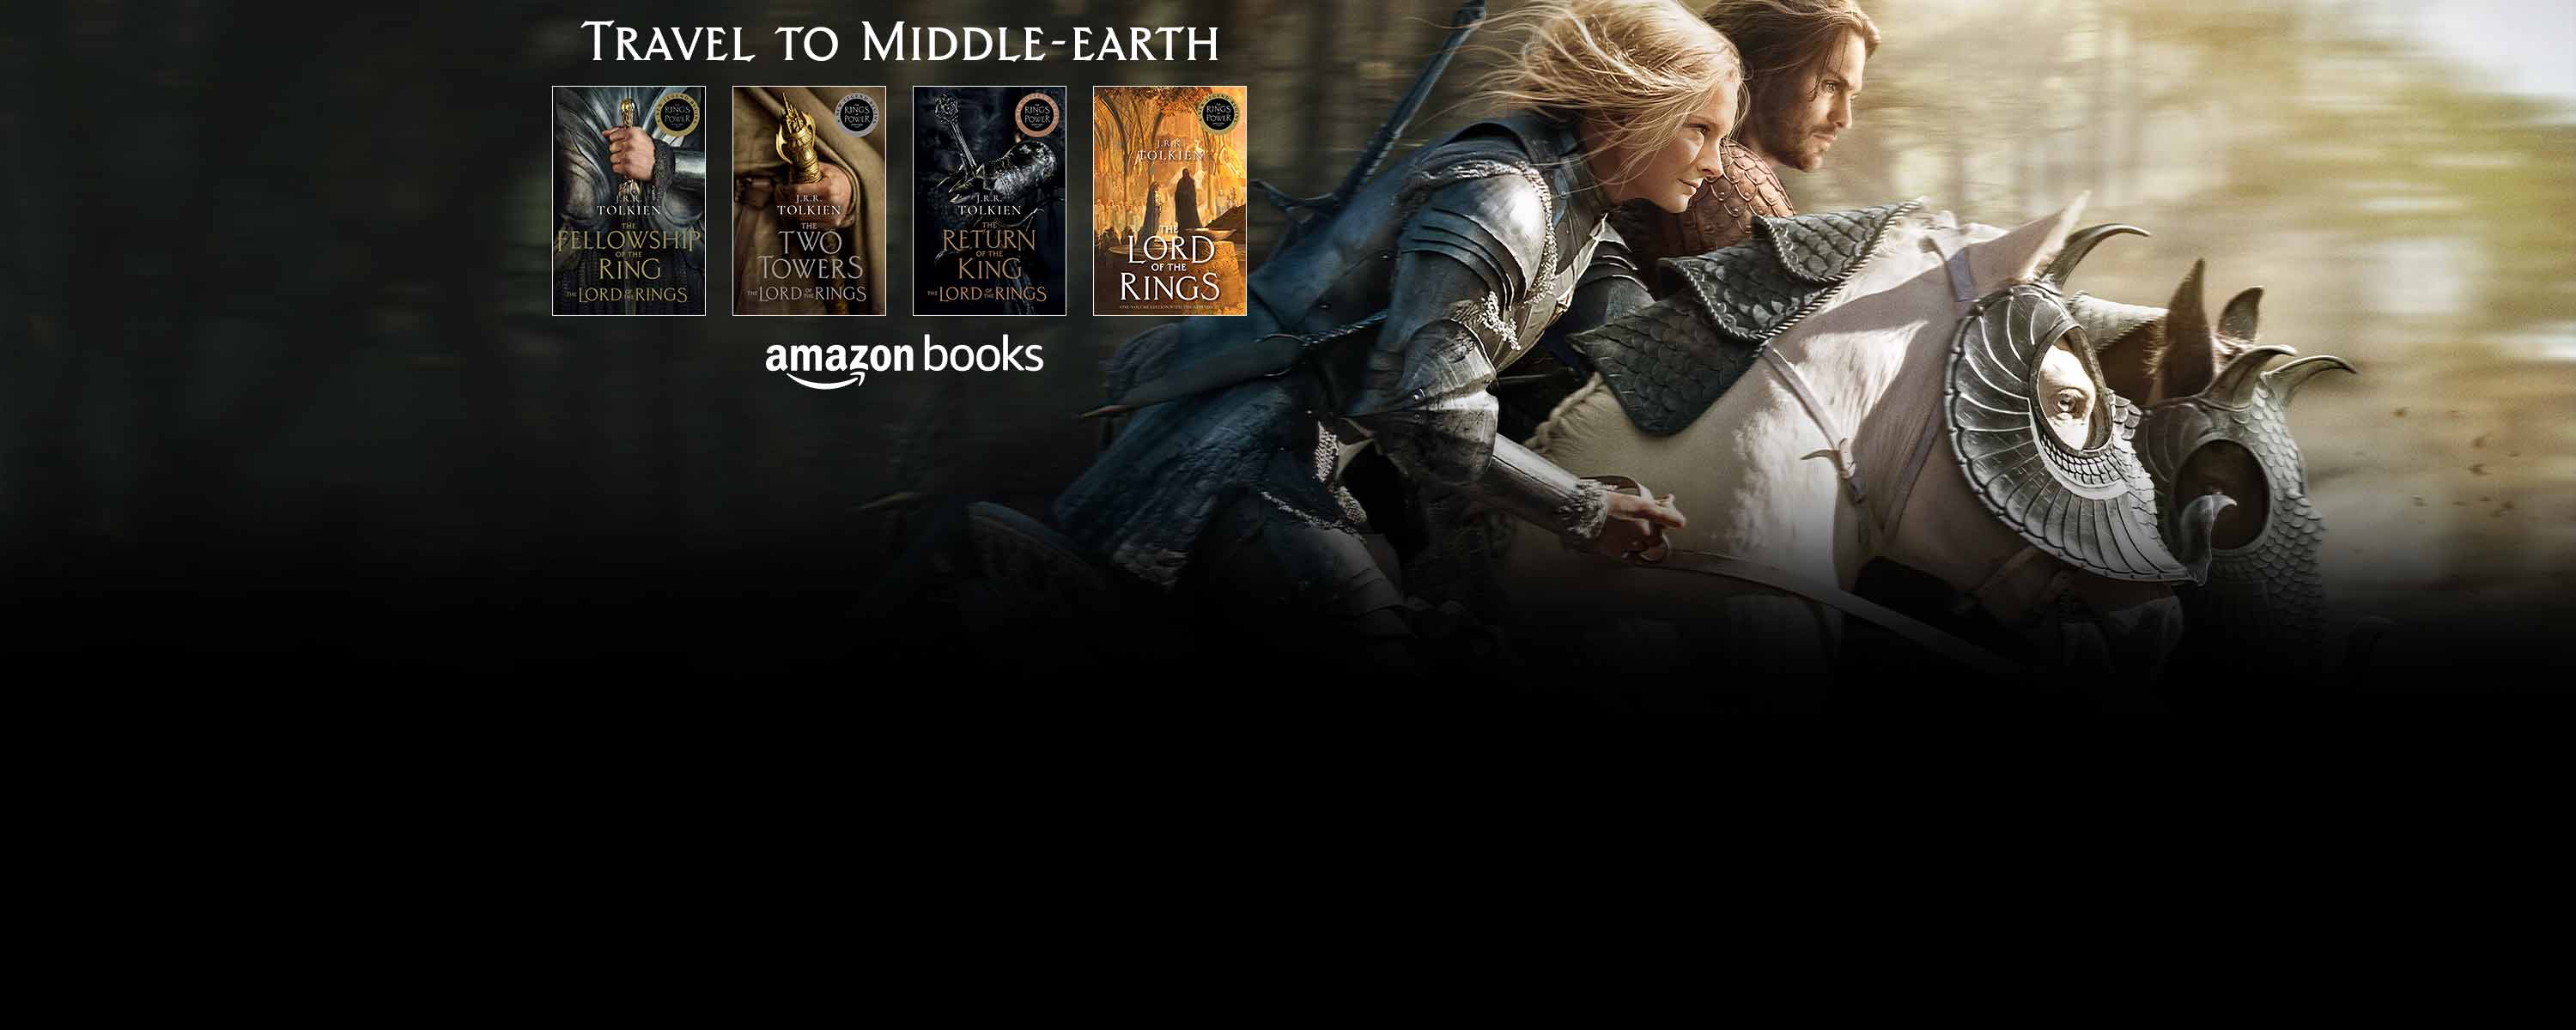 TRAVEL TO MIDDLE-EARTH
THE
RINGS
OF
POWER
J.R.R.
TOLKIEN
THE
FELLOWSHIP
OF THE
RING
THE LORD OF THE RINGS
THE
RINGS
OF
POWER
J.R.R.
TOLKIEN
THE
TWO
TOWERS
THE LORD OF THE RINGS
THE
RINGS
OF
POWER
J.R.R.
TOLKIEN
THE
RETURN
OF THE
KING
THE LORD OF THE RINGS
THE
RINGS
OF
POWER
J.R.R.
TOLKIEN
THE
LORD
OF THE
RINGS
amazon books